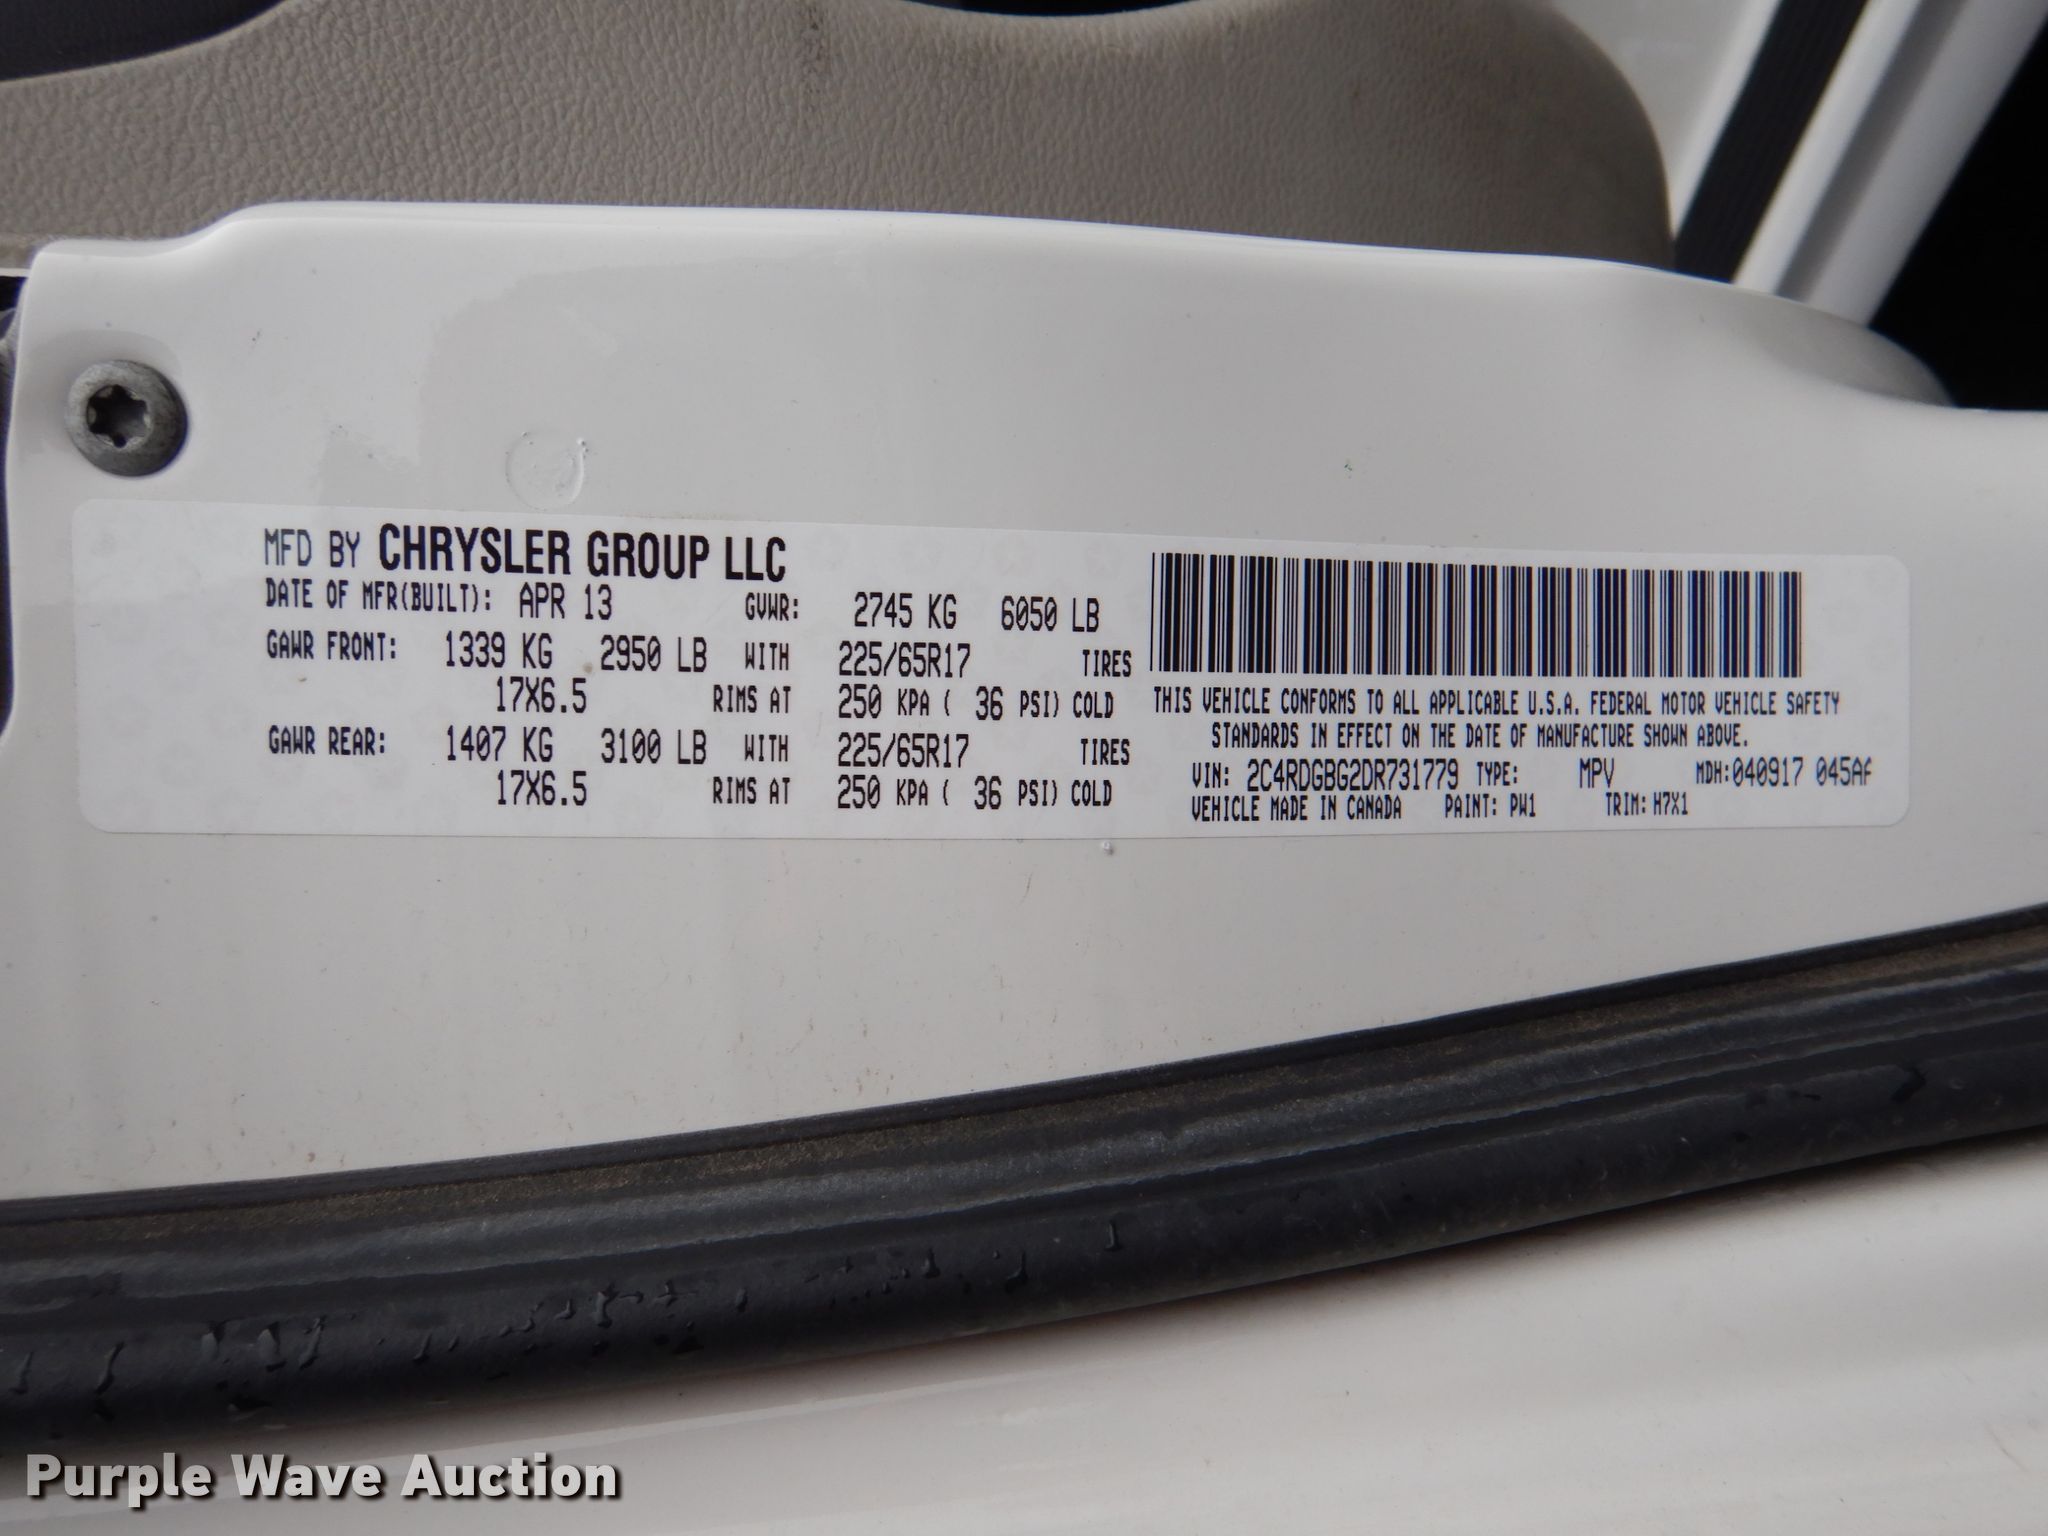 MFD BY CHRYSLER GROUP LLC
DATE OF MFR(BUILT): APR 13 GVWR: 2745 KG 6050 LB
GAWR FRONT: 1339 KG 2950 LB WITH 225/65R17 TIRES
17X6.5 RIMS AT 250 KPA ( 36 PSI) COLD
GAWR REAR: 1407 KG 3100 LB WITH 225/65R17 TIRES
17X6.5 RIMS AT 250 KPA ( 36 PSI) COLD
THIS VEHICLE CONFORMS TO ALL APPLICABLE U.S.A. FEDERAL MOTOR VEHICLE SAFETY
STANDARDS IN EFFECT ON THE DATE OF MANUFACTURE SHOWN ABOVE.
VIN: 2C4RDGBG2DR731779 TYPE: MPV MDH:040917
VEHICLE MADE IN CANADA PAINT: PW1 TRIM: H7X1
Purple Wave Auction